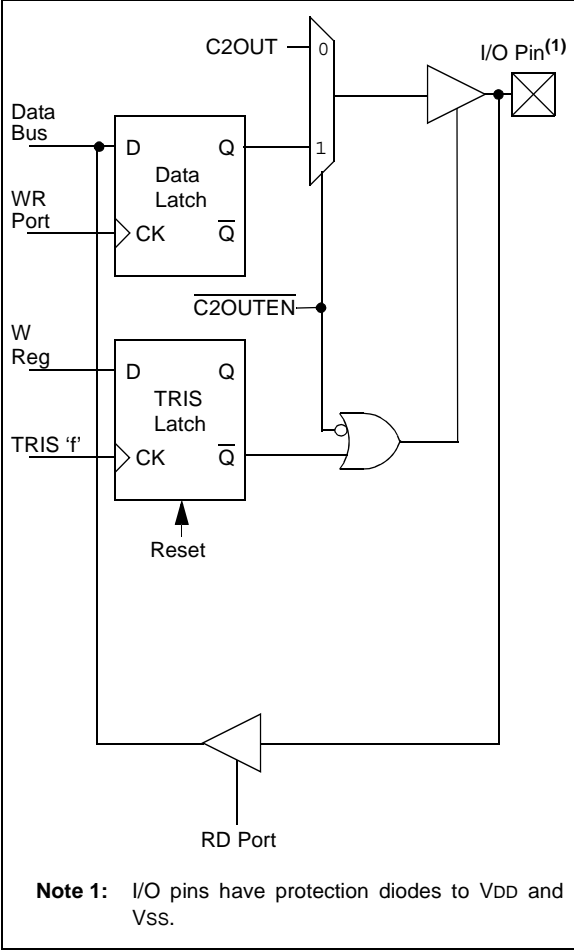 C2OUT
0
I/O Pin(1)
Data
Bus
D
Q
1
Data
Latch
WR
Port
CK
Q̅
C̅2̅O̅U̅T̅E̅N̅
W
Reg
D
Q
TRIS
Latch
TRIS ‘f’
CK
Q̅
Reset
RD Port
Note 1: I/O pins have protection diodes to VDD and
VSS.